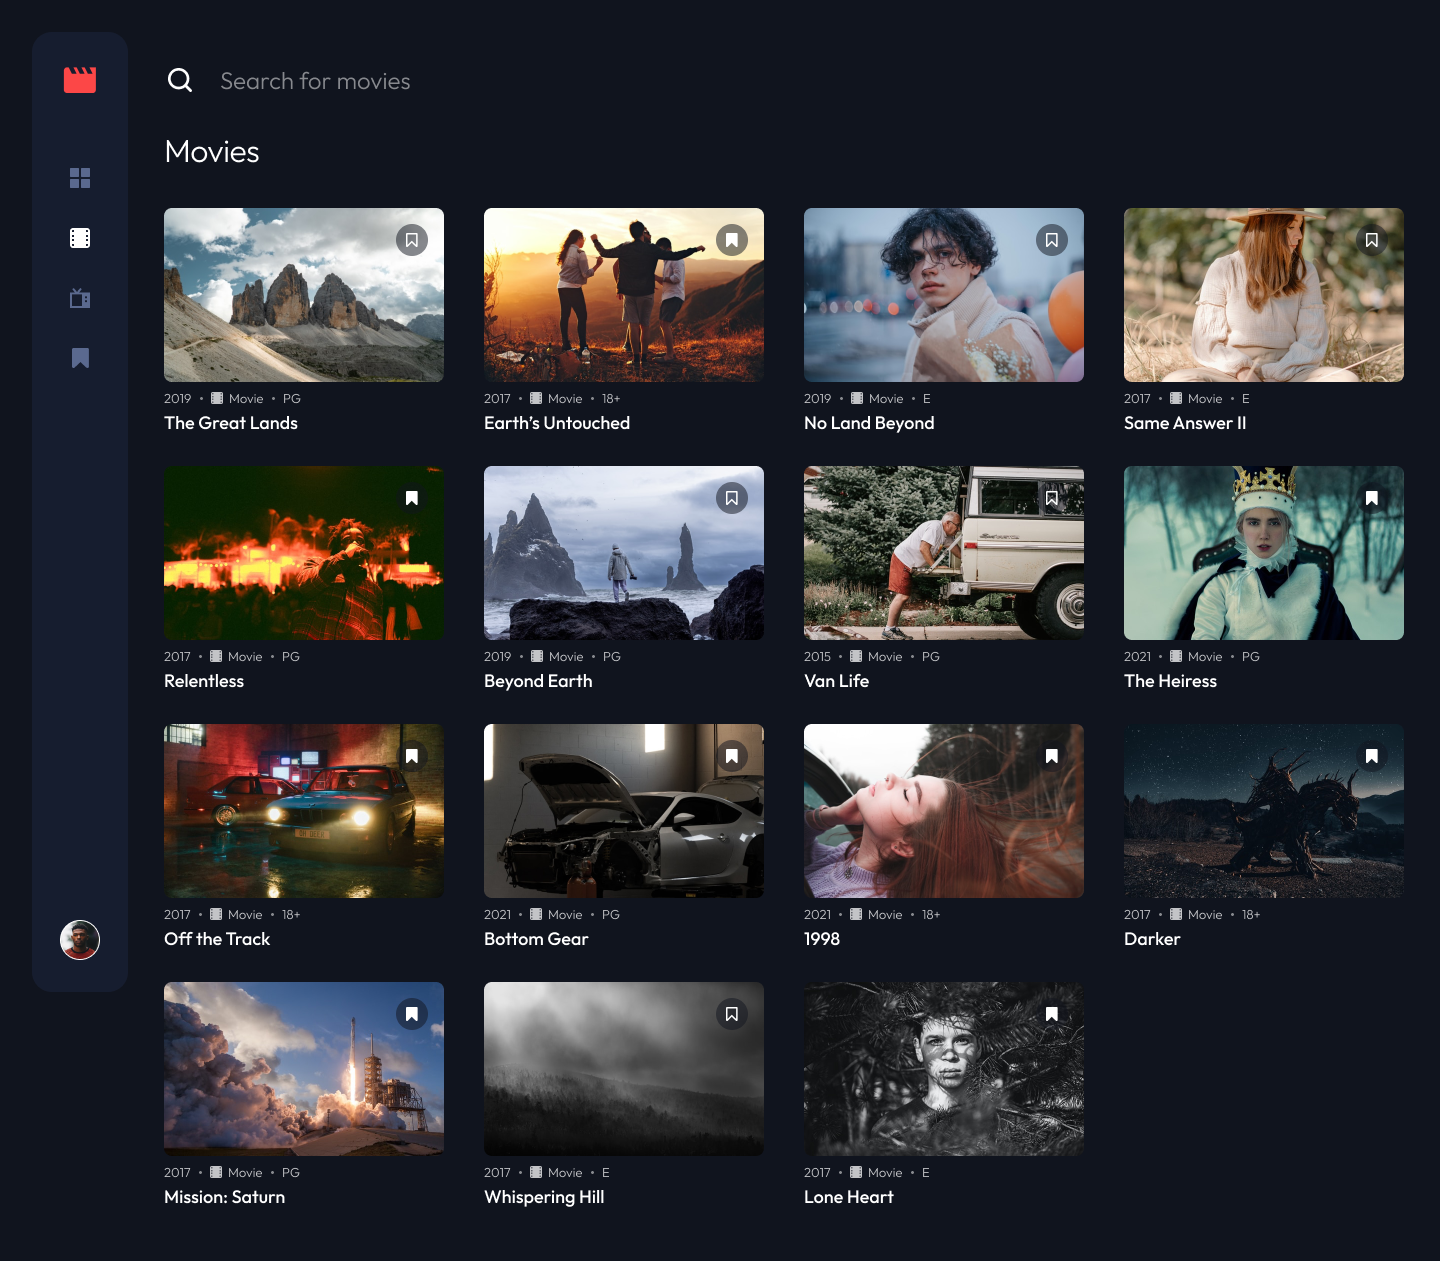 Search for movies
Movies
2019 • Movie • PG
The Great Lands
2017 • Movie • 18+
Earth’s Untouched
2019 • Movie • E
No Land Beyond
2017 • Movie • E
Same Answer II
2017 • Movie • PG
Relentless
2019 • Movie • PG
Beyond Earth
2015 • Movie • PG
Van Life
2021 • Movie • PG
The Heiress
2017 • Movie • 18+
Off the Track
2021 • Movie • PG
Bottom Gear
2021 • Movie • 18+
1998
2017 • Movie • 18+
Darker
2017 • Movie • PG
Mission: Saturn
2017 • Movie • E
Whispering Hill
2017 • Movie • E
Lone Heart